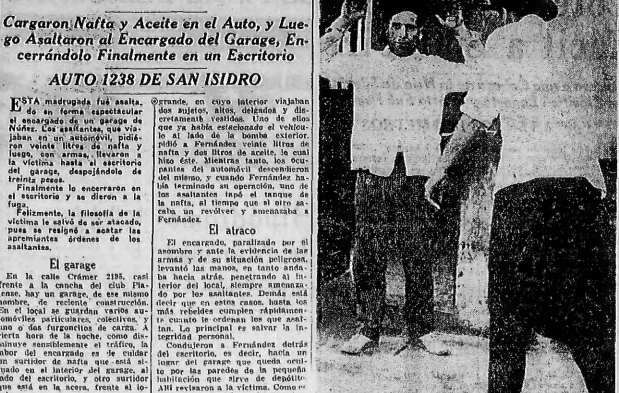 Cargaron Nafta y Aceite en el Auto, y Lue-
go Asaltaron al Encargado del Garage, En-
cerrándolo Finalmente en un Escritorio
AUTO 1238 DE SAN ISIDRO
ESTA madrugada fué asalta-
do en forma espectacular
el encargado de un garage de
Núñez. Los asaltantes, que via-
jaban en un automóvil, pidie-
ron veinte litros de nafta y
luego, con armas, llevaron a
la víctima hasta el escritorio
del garage, despojándole de
treinta pesos.
Finalmente lo encerraron en
el escritorio y se dieron a la
fuga.
Felizmente, la filosofía de la
víctima le salvó de ser atacado,
pues se resignó a acatar las
apremiantes órdenes de los
asaltantes.
El garage
En la calle Crámer 2198, casi
frente a la cancha del club Pla-
ense, hay un garage, de ese mismo
nombre, de reciente construcción.
En el local se guardan varios au-
omóviles particulares, colectivos, y
uno o dos furgoncitos de carga. A
cierta hora de la noche, como dis-
minuye sensiblemente el tráfico, la
abor del encargado es de cuidar
un surtidor de nafta que está si-
uado en el interior del garage, al
ado del escritorio, y otro surtidor
que está en la acera, frente al lo-
grande, en cuyo interior viajaban
dos sujetos, altos, delgados y dis-
cretamente vestidos. Uno de ellos
que ya había estacionado el vehícu-
lo al lado de la bomba exterior,
pidió a Fernández veinte litros de
nafta y dos litros de aceite, lo cual
hizo éste. Mientras tanto, los ocu-
pantes del automóvil descendieron
del mismo, y cuando Fernández ha-
bía terminado su operación, uno de
los asaltantes tapó el tanque de
la nafta, al tiempo que el otro sa-
caba un revólver y amenazaba a
Fernández.
El atraco
El encargado, paralizado por el
asombro y ante la evidencia de las
armas y de su situación peligrosa,
levantó las manos, en tanto anda-
ba hacia atrás, penetrando al in-
terior del local, siempre amenaza-
do por los asaltantes. Demás está
decir que en estos casos, hasta los
más rebeldes cumplen rápidamen-
te cuanto le ordenan los que asal-
tan. Lo principal es salvar la in-
tegridad personal.
Condujeron a Fernández detrás
del escritorio, es decir, hacia un
lugar del garage que queda ocul-
to por las paredes de la pequeña
habitación que sirve de depósito.
Allí revisaron a la víctima. Como